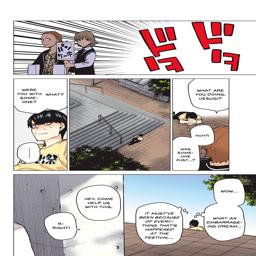 ドドタタ
WHAT ARE
YOU DOING,
UESUGI?
HUH?!
WAS
SOME-
ONE
JUST...?
WHAT?
WERE
YOU WITH
SOME-
ONE?
WOW...
WHAT AN
EMBARRASS-
ING DREAM...
IT MUST'VE
BEEN BECAUSE
OF EVERY-
THING
THAT'S
HAPPENED
AT THE
FESTIVAL...
HEY, COME
HELP US
WITH THIS.
A-
RIGHT!